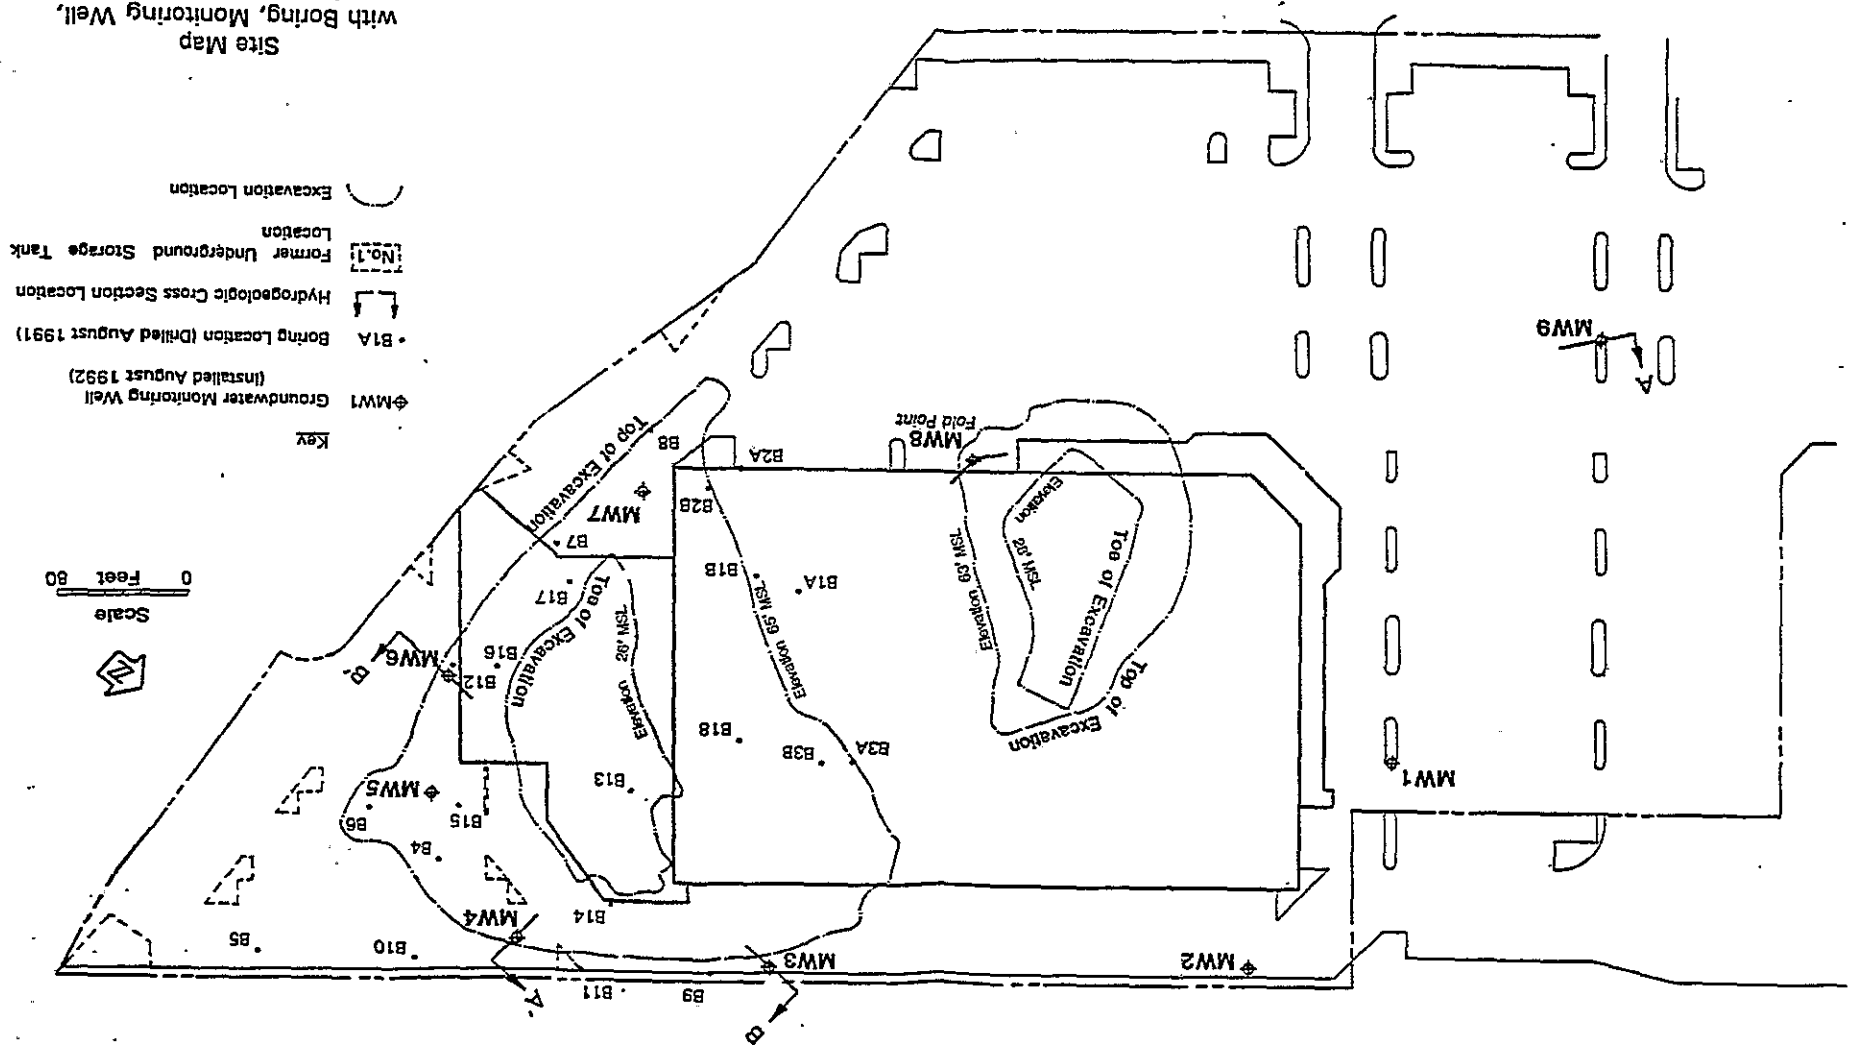 Site Map
with Boring, Monitoring Well,
Key
MW1 Groundwater Monitoring Well
(Installed August 1992)
B1A Boring Location (Drilled August 1991)
Hydrogeologic Cross Section Location
No.1 Former Underground Storage Tank
Location
Excavation Location
Scale
0 Feet 80
N
B
A'
B9
B11
MW2
MW3
MW4
B10
B5
B14
B4
B6
B15
MW5
MW1
B3A
B3B
B18
B13
Top of
Excavation
Toe of Excavation
Elevation
28' MSL
Elevation 63' MSL
Elevation 65' MSL
Elevation
26' MSL
Toe of Excavation
B12
B16
MW6
B'
B17
B1A
B1B
B7
MW7
B2B
B2A
B8
Top of Excavation
MW8
Fold Point
A
MW9